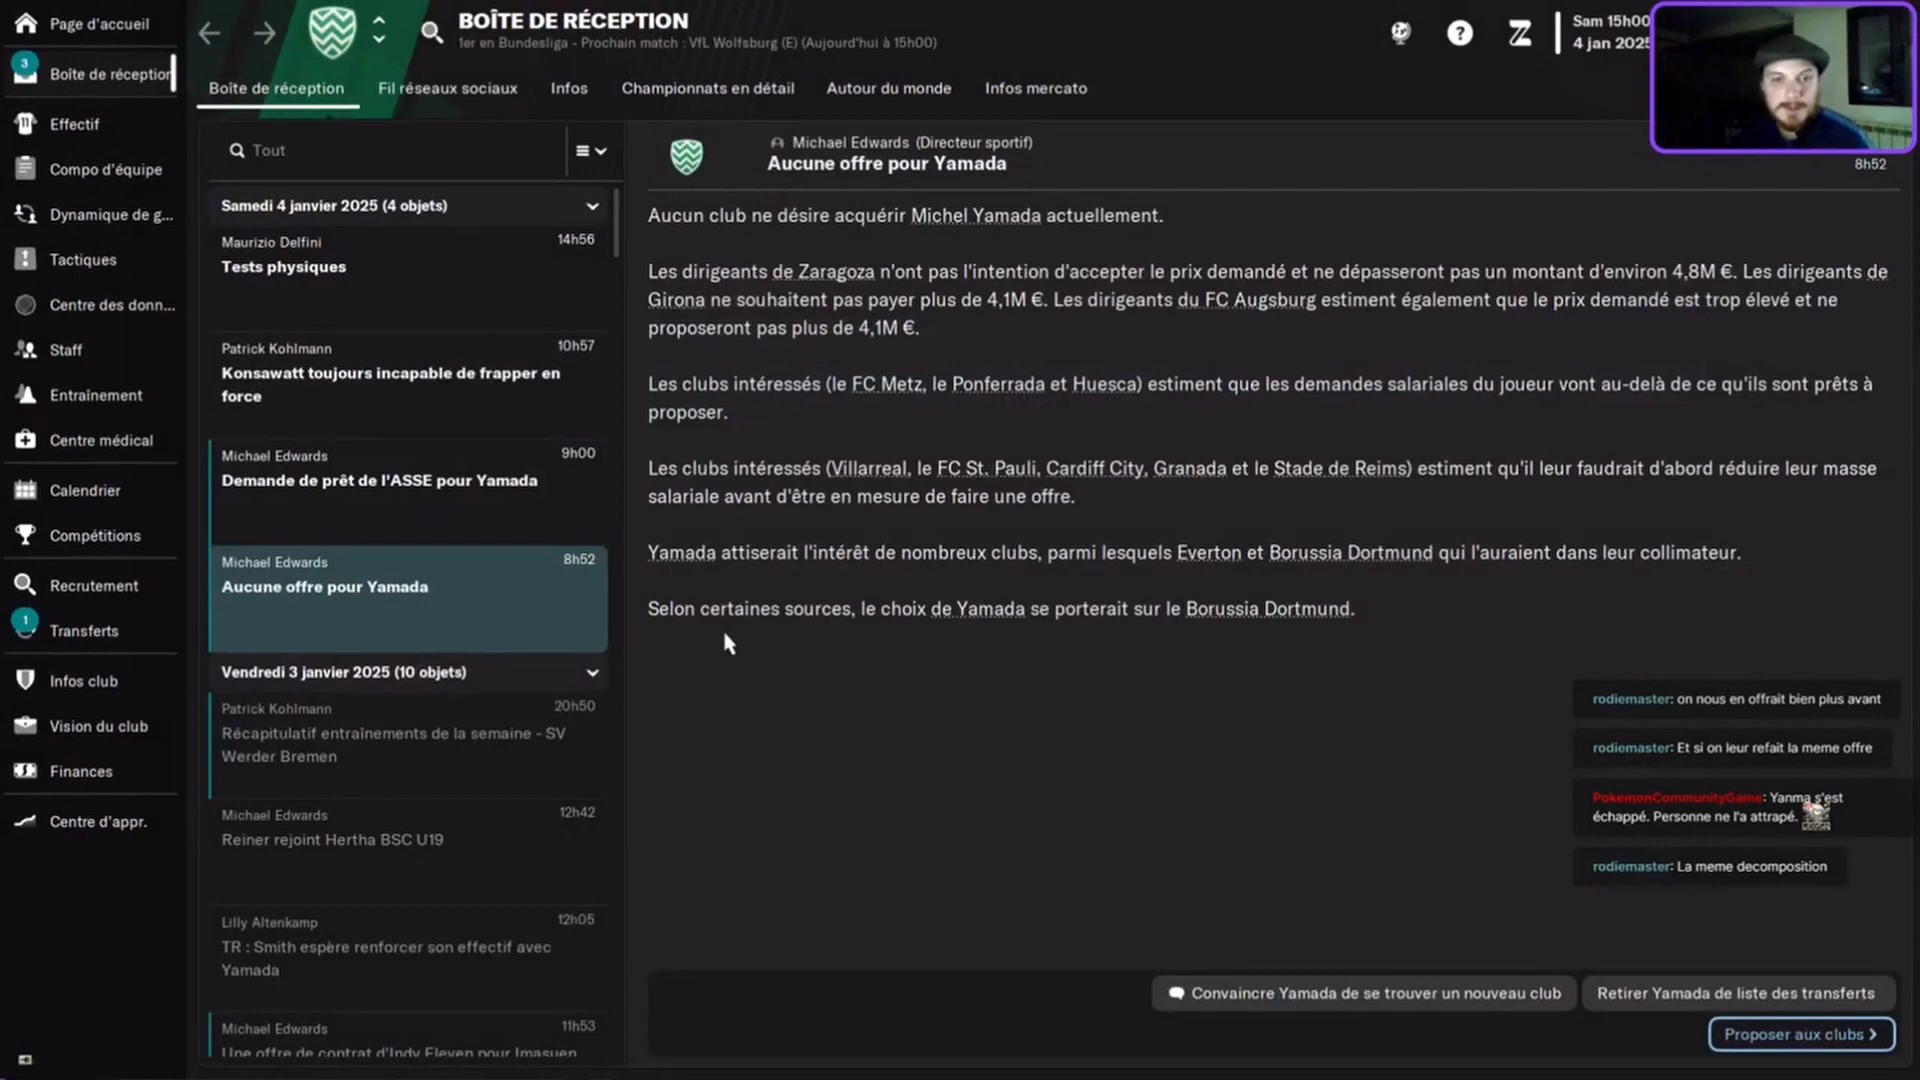 Page d'accueil
3
Boîte de réception
Effectif
Compo d'équipe
Dynamique de g...
Tactiques
Centre des donn...
Staff
Entraînement
Centre médical
Calendrier
Compétitions
Recrutement
1
Transferts
Infos club
Vision du club
Finances
Centre d'appr.
BOÎTE DE RÉCEPTION
1er en Bundesliga - Prochain match : VfL Wolfsburg (E) (Aujourd'hui à 15h00)
Sam 15h00
4 jan 2025
Boîte de réception
Fil réseaux sociaux
Infos
Championnats en détail
Autour du monde
Infos mercato
Tout
Samedi 4 janvier 2025 (4 objets)
Maurizio Delfini
14h56
Tests physiques
Patrick Kohlmann
10h57
Konsawatt toujours incapable de frapper en
force
Michael Edwards
9h00
Demande de prêt de l'ASSE pour Yamada
Michael Edwards
8h52
Aucune offre pour Yamada
Vendredi 3 janvier 2025 (10 objets)
Patrick Kohlmann
20h50
Récapitulatif entraînements de la semaine - SV
Werder Bremen
Michael Edwards
12h42
Reiner rejoint Hertha BSC U19
Lilly Altenkamp
12h05
TR : Smith espère renforcer son effectif avec
Yamada
Michael Edwards
11h53
Une offre de contrat d'Indy Eleven pour Imasuen
Michael Edwards (Directeur sportif)
Aucune offre pour Yamada
8h52
Aucun club ne désire acquérir Michel Yamada actuellement.
Les dirigeants de Zaragoza n'ont pas l'intention d'accepter le prix demandé et ne dépasseront pas un montant d'environ 4,8M €. Les dirigeants de
Girona ne souhaitent pas payer plus de 4,1M €. Les dirigeants du FC Augsburg estiment également que le prix demandé est trop élevé et ne
proposeront pas plus de 4,1M €.
Les clubs intéressés (le FC Metz, le Ponferrada et Huesca) estiment que les demandes salariales du joueur vont au-delà de ce qu'ils sont prêts à
proposer.
Les clubs intéressés (Villarreal, le FC St. Pauli, Cardiff City, Granada et le Stade de Reims) estiment qu'il leur faudrait d'abord réduire leur masse
salariale avant d'être en mesure de faire une offre.
Yamada attiserait l'intérêt de nombreux clubs, parmi lesquels Everton et Borussia Dortmund qui l'auraient dans leur collimateur.
Selon certaines sources, le choix de Yamada se porterait sur le Borussia Dortmund.
rodiemaster: on nous en offrait bien plus avant
rodiemaster: Et si on leur refait la meme offre
PokemonCommunityGame: Yanma s'est
échappé. Personne ne l'a attrapé.
rodiemaster: La meme decomposition
Convaincre Yamada de se trouver un nouveau club
Retirer Yamada de liste des transferts
Proposer aux clubs